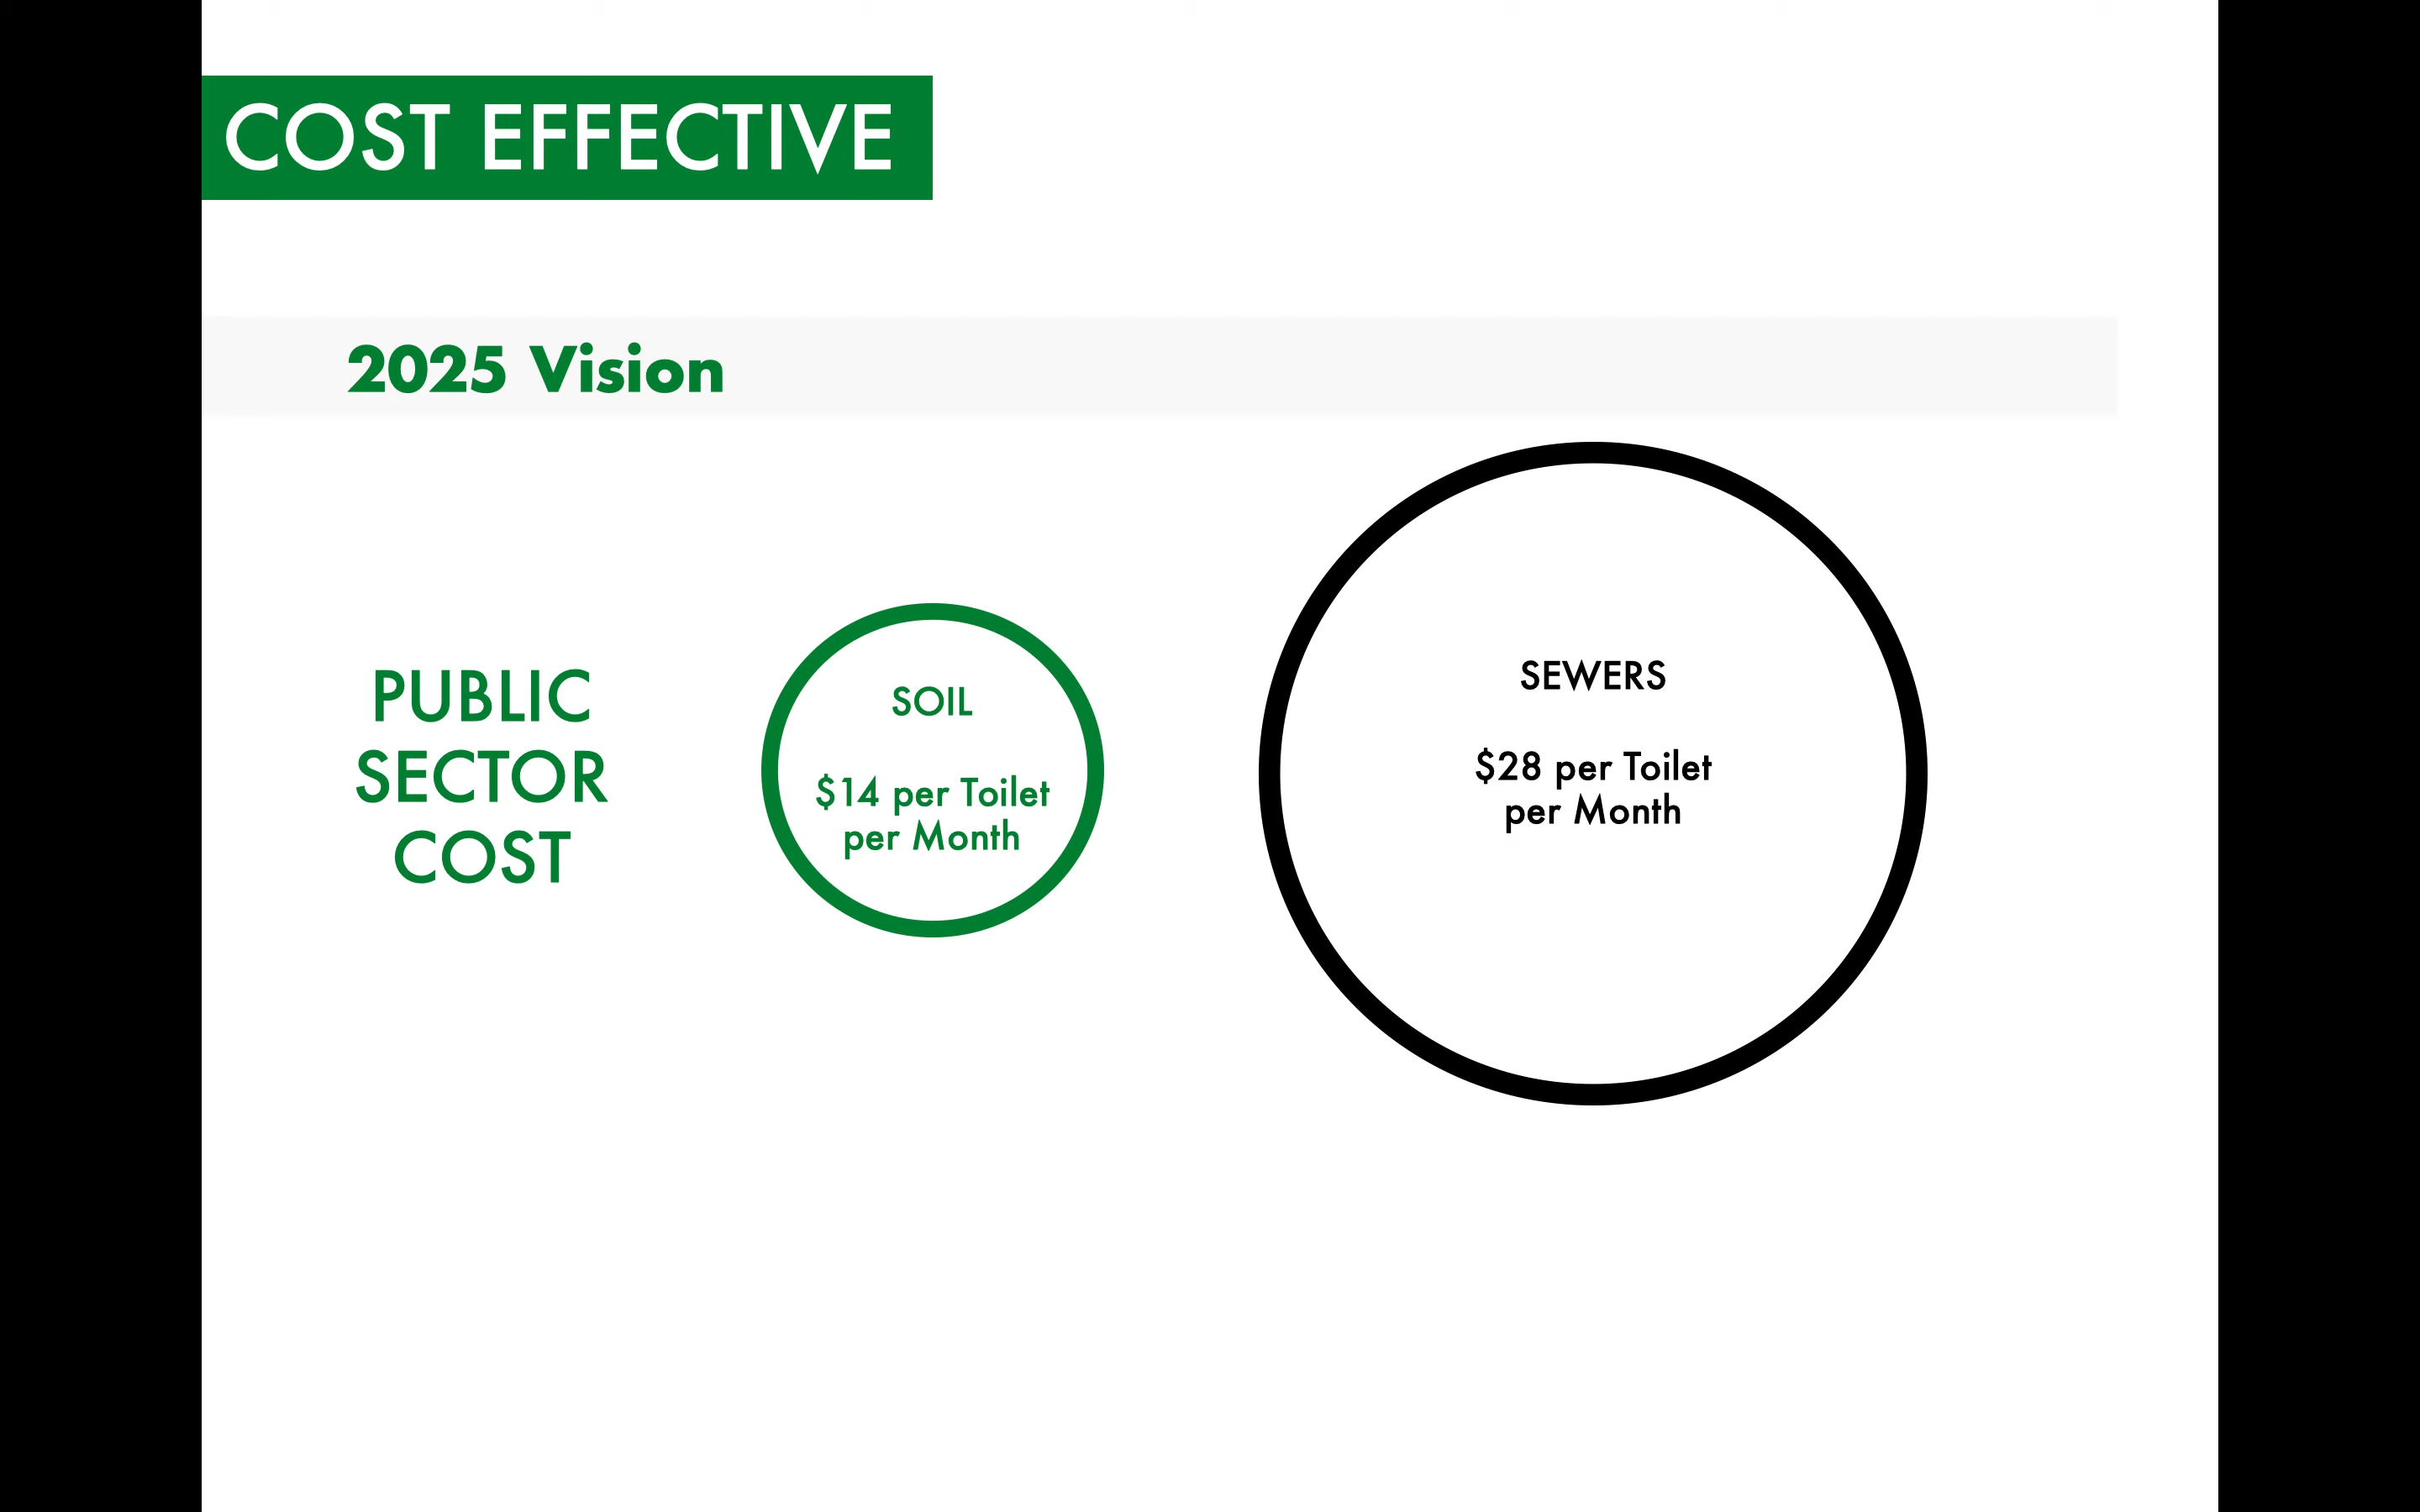 COST EFFECTIVE
2025 Vision
PUBLIC
SECTOR
COST
SOIL
$14 per Toilet
per Month
SEWERS
$28 per Toilet
per Month